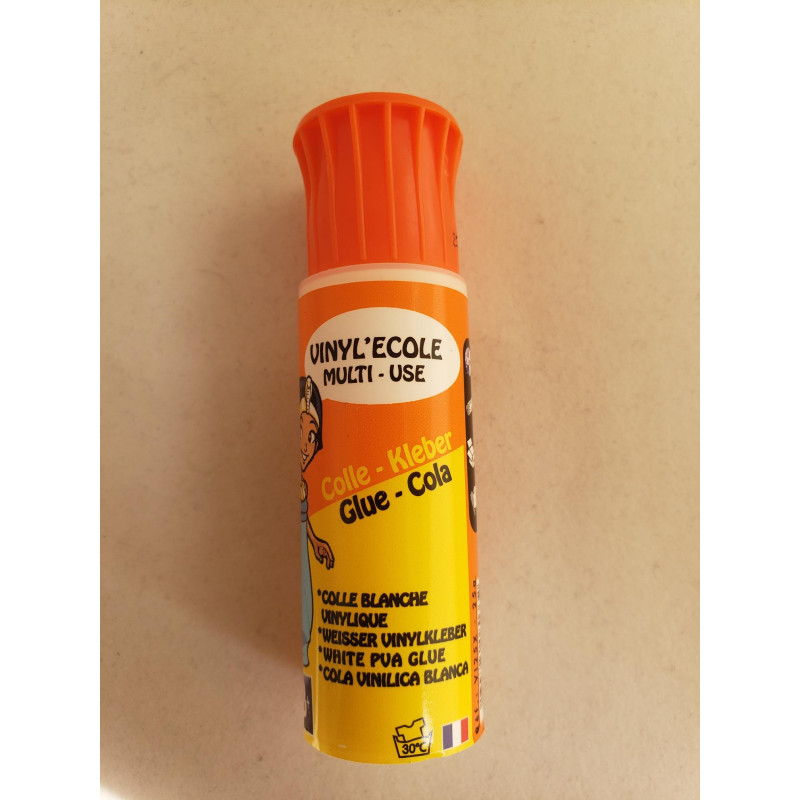 VINYL'ECOLE
MULTI - USE
Colle - Kleber
Glue - Cola
•COLLE BLANCHE
VINYLIQUE
•WEISSER VINYLKLEBER
•WHITE PVA GLUE
•COLA VINILICA BLANCA
30°C